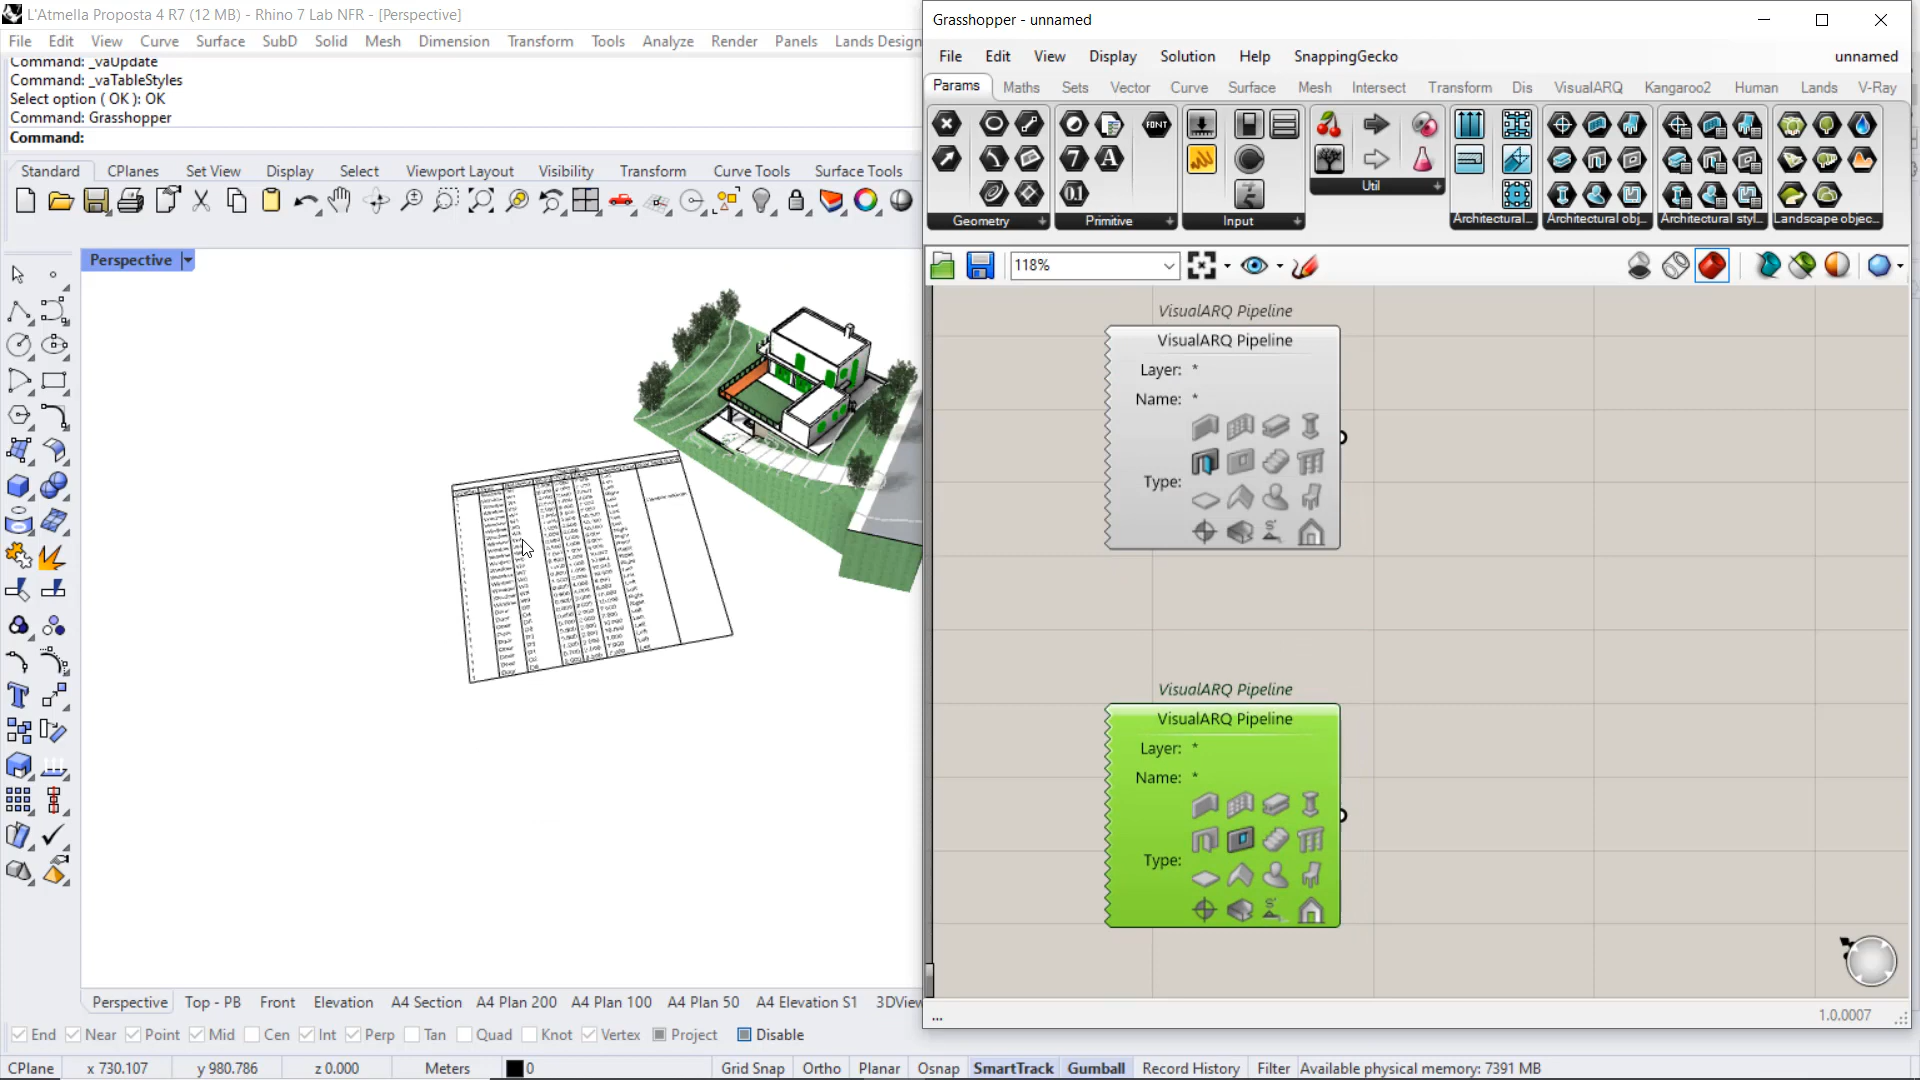 L'Atmella Proposta 4 R7 (12 MB) - Rhino 7 Lab NFR - [Perspective]
File Edit View Curve Surface SubD Solid Mesh Dimension Transform Tools Analyze Render Panels Lands Design
Command: _vaUpdate
Command: _vaTableStyles
Select option ( OK ): OK
Command: Grasshopper
Command:
Standard CPlanes Set View Display Select Viewport Layout Visibility Transform Curve Tools Surface Tools
Perspective
Perspective Top - PB Front Elevation A4 Section A4 Plan 200 A4 Plan 100 A4 Plan 50 A4 Elevation S1 3DView
End Near Point Mid Cen Int Perp Tan Quad Knot Vertex Project Disable
CPlane x 730.107 y 980.786 z 0.000 Meters 0 Grid Snap Ortho Planar Osnap SmartTrack Gumball Record History Filter Available physical memory: 7391 MB
Grasshopper - unnamed
File Edit View Display Solution Help SnappingGecko unnamed
Params Maths Sets Vector Curve Surface Mesh Intersect Transform Dis VisualARQ Kangaroo2 Human Lands V-Ray
FONT
7 A
0.1
Geometry Primitive Input Util Architectural... Architectural obj... Architectural styl... Landscape objec...
118%
VisualARQ Pipeline
VisualARQ Pipeline
Layer: *
Name: *
Type:
VisualARQ Pipeline
VisualARQ Pipeline
Layer: *
Name: *
Type:
...
1.0.0007